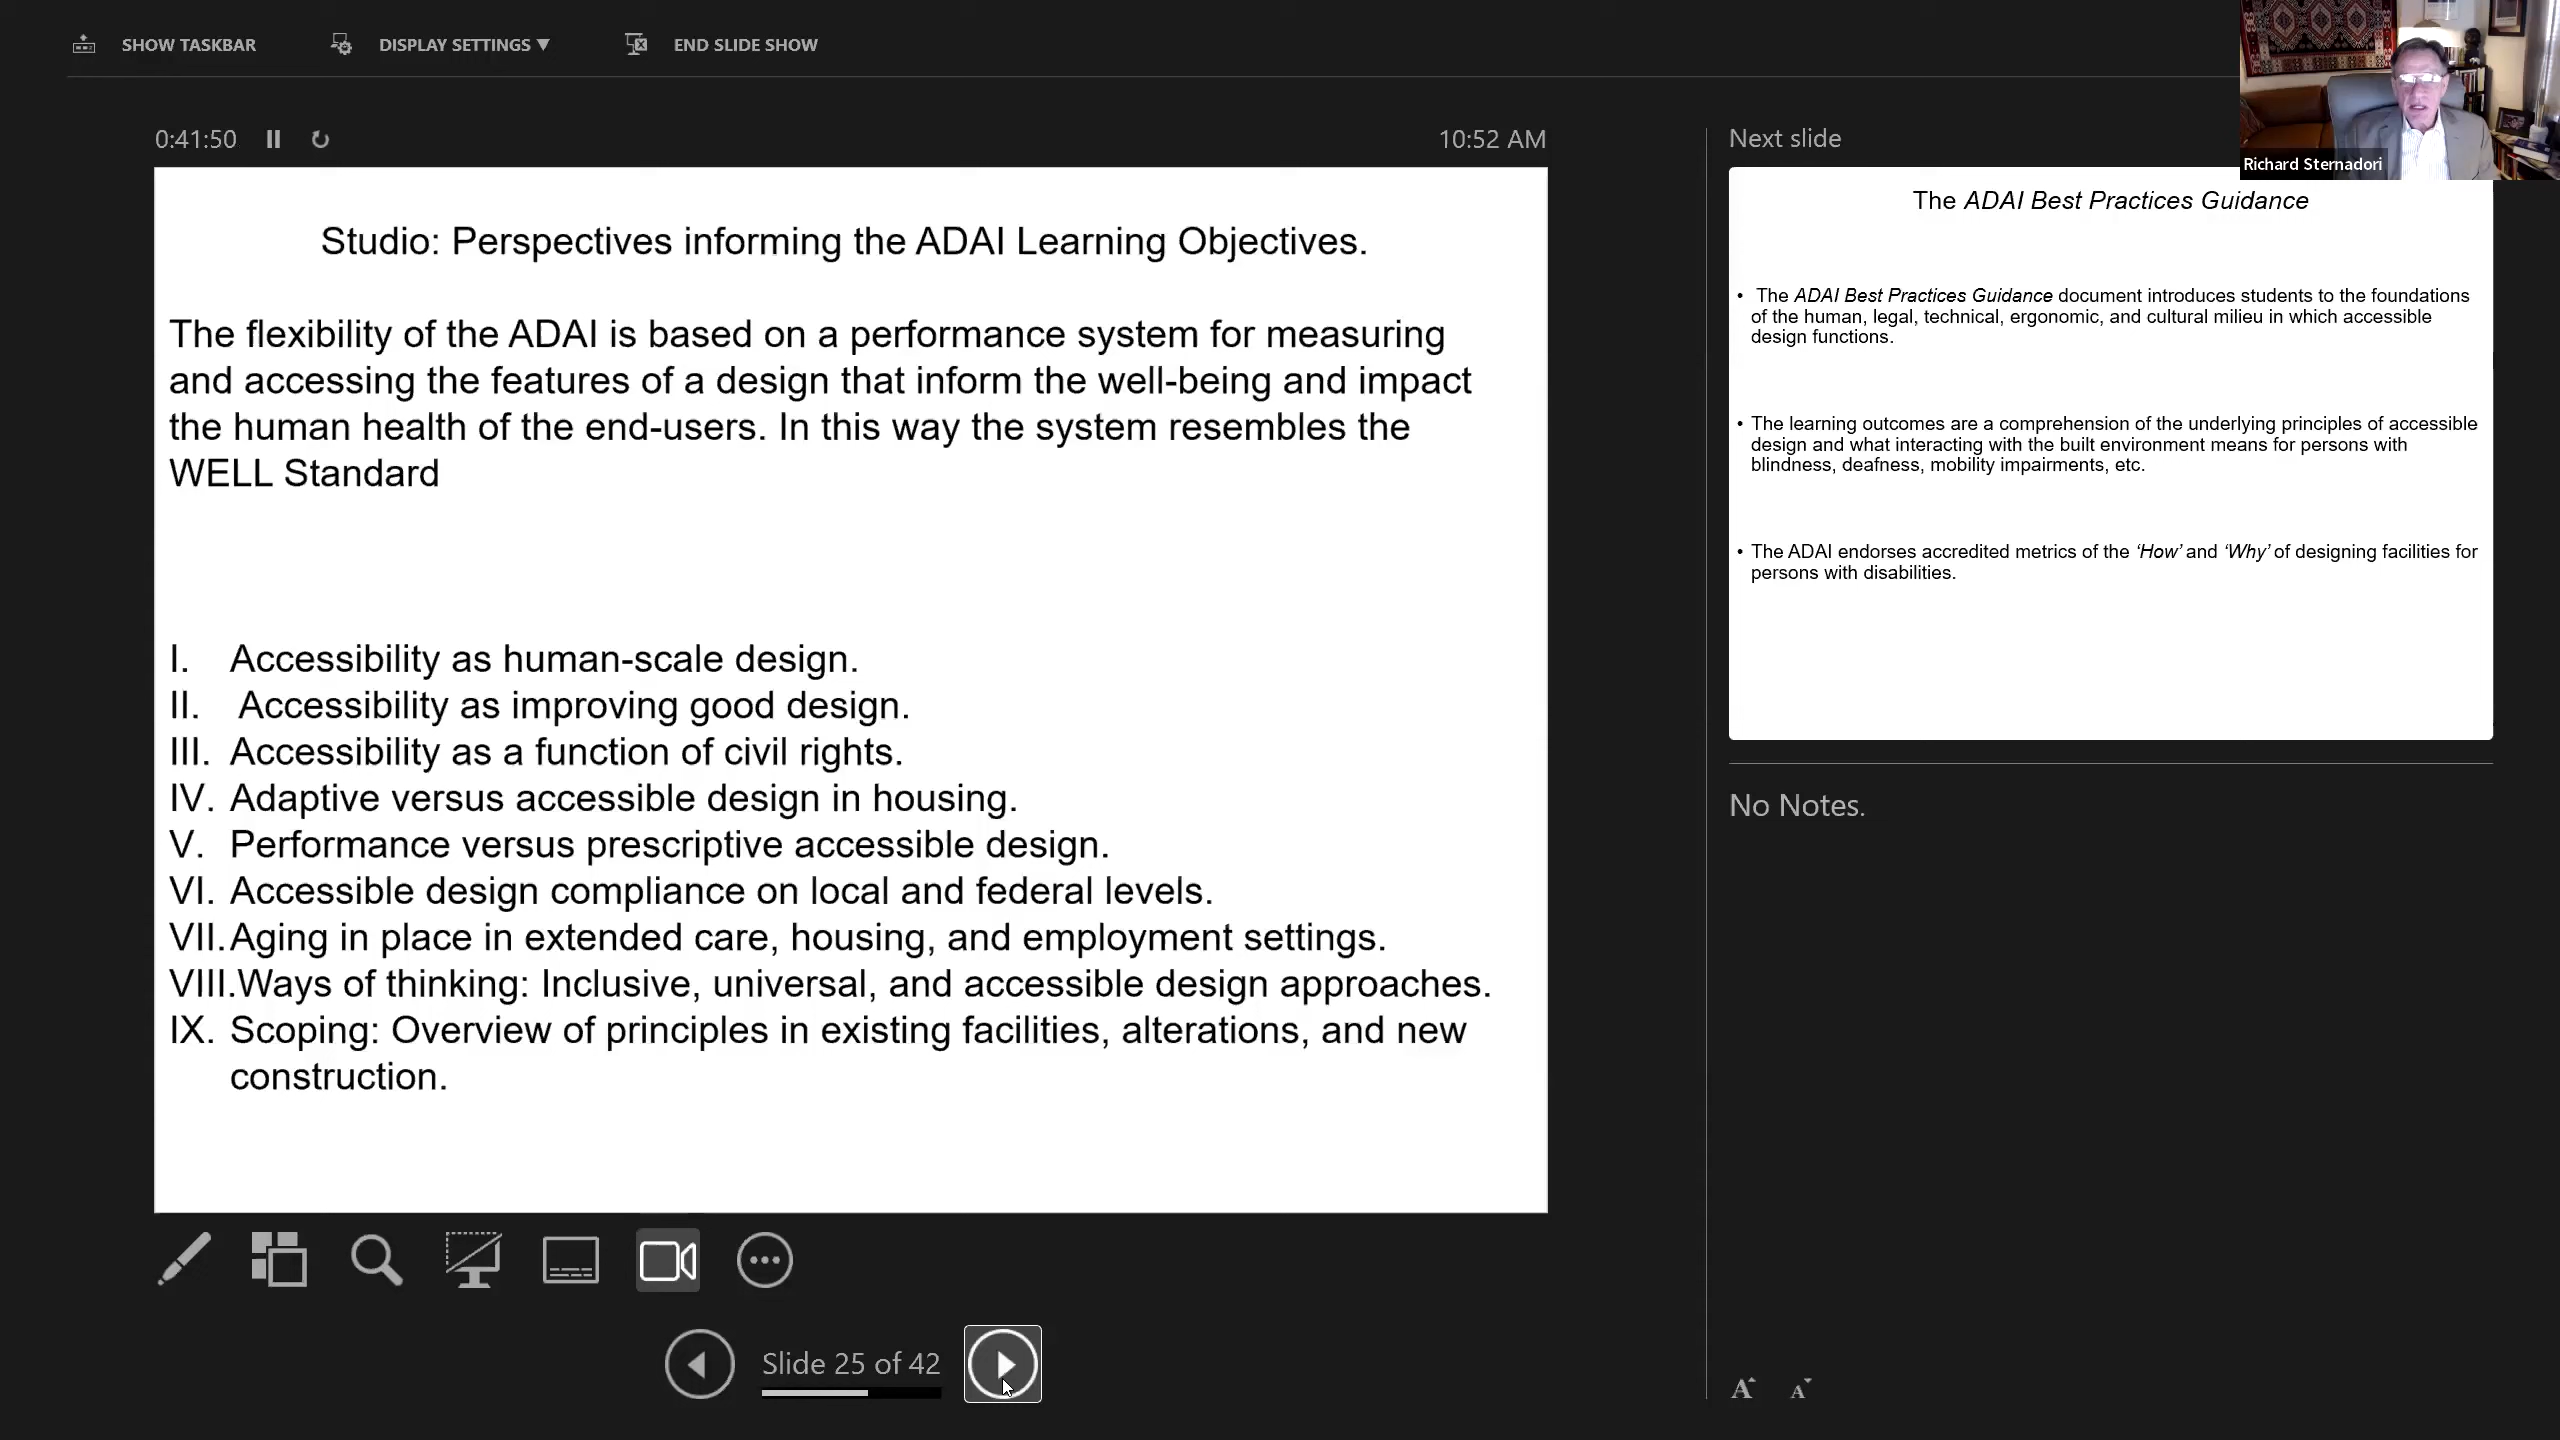 SHOW TASKBAR
DISPLAY SETTINGS ▼
END SLIDE SHOW
0:41:50
10:52 AM
Studio: Perspectives informing the ADAI Learning Objectives.
The flexibility of the ADAI is based on a performance system for measuring
and accessing the features of a design that inform the well-being and impact
the human health of the end-users. In this way the system resembles the
WELL Standard
I. Accessibility as human-scale design.
II. Accessibility as improving good design.
III. Accessibility as a function of civil rights.
IV. Adaptive versus accessible design in housing.
V. Performance versus prescriptive accessible design.
VI. Accessible design compliance on local and federal levels.
VII. Aging in place in extended care, housing, and employment settings.
VIII. Ways of thinking: Inclusive, universal, and accessible design approaches.
IX. Scoping: Overview of principles in existing facilities, alterations, and new
construction.
Slide 25 of 42
Next slide
Richard Sternadori
The ADAI Best Practices Guidance
• The ADAI Best Practices Guidance document introduces students to the foundations
of the human, legal, technical, ergonomic, and cultural milieu in which accessible
design functions.
• The learning outcomes are a comprehension of the underlying principles of accessible
design and what interacting with the built environment means for persons with
blindness, deafness, mobility impairments, etc.
• The ADAI endorses accredited metrics of the ‘How’ and ‘Why’ of designing facilities for
persons with disabilities.
No Notes.
A A